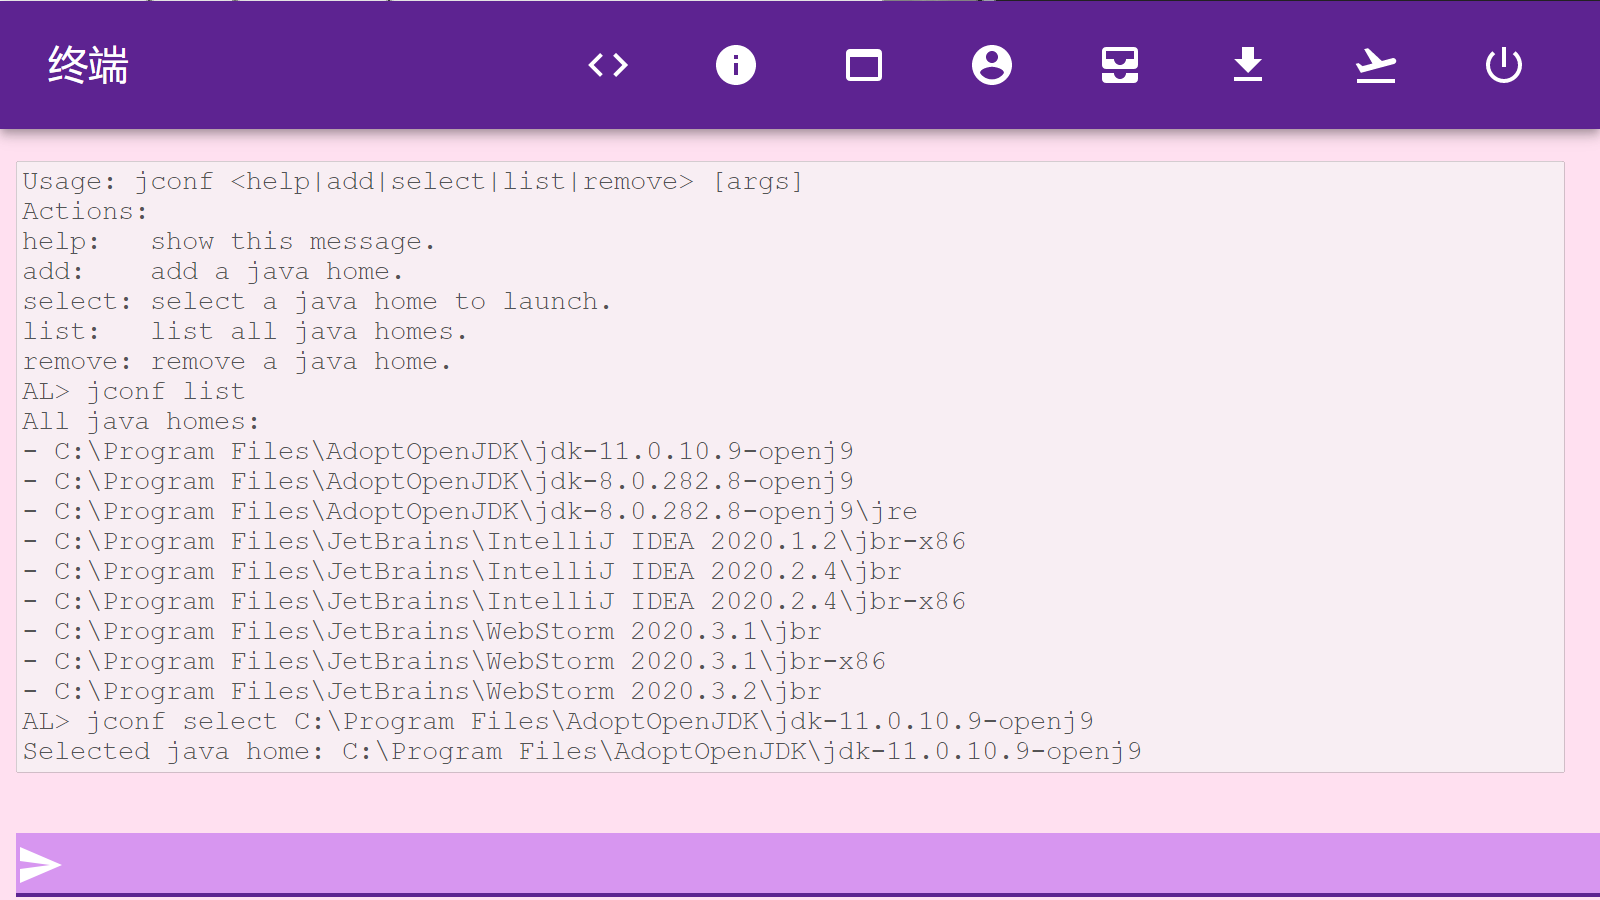 终端
Usage: jconf <help|add|select|list|remove> [args]
Actions:
help:   show this message.
add:    add a java home.
select: select a java home to launch.
list:   list all java homes.
remove: remove a java home.
AL> jconf list
All java homes:
- C:\Program Files\AdoptOpenJDK\jdk-11.0.10.9-openj9
- C:\Program Files\AdoptOpenJDK\jdk-8.0.282.8-openj9
- C:\Program Files\AdoptOpenJDK\jdk-8.0.282.8-openj9\jre
- C:\Program Files\JetBrains\IntelliJ IDEA 2020.1.2\jbr-x86
- C:\Program Files\JetBrains\IntelliJ IDEA 2020.2.4\jbr
- C:\Program Files\JetBrains\IntelliJ IDEA 2020.2.4\jbr-x86
- C:\Program Files\JetBrains\WebStorm 2020.3.1\jbr
- C:\Program Files\JetBrains\WebStorm 2020.3.1\jbr-x86
- C:\Program Files\JetBrains\WebStorm 2020.3.2\jbr
AL> jconf select C:\Program Files\AdoptOpenJDK\jdk-11.0.10.9-openj9
Selected java home: C:\Program Files\AdoptOpenJDK\jdk-11.0.10.9-openj9